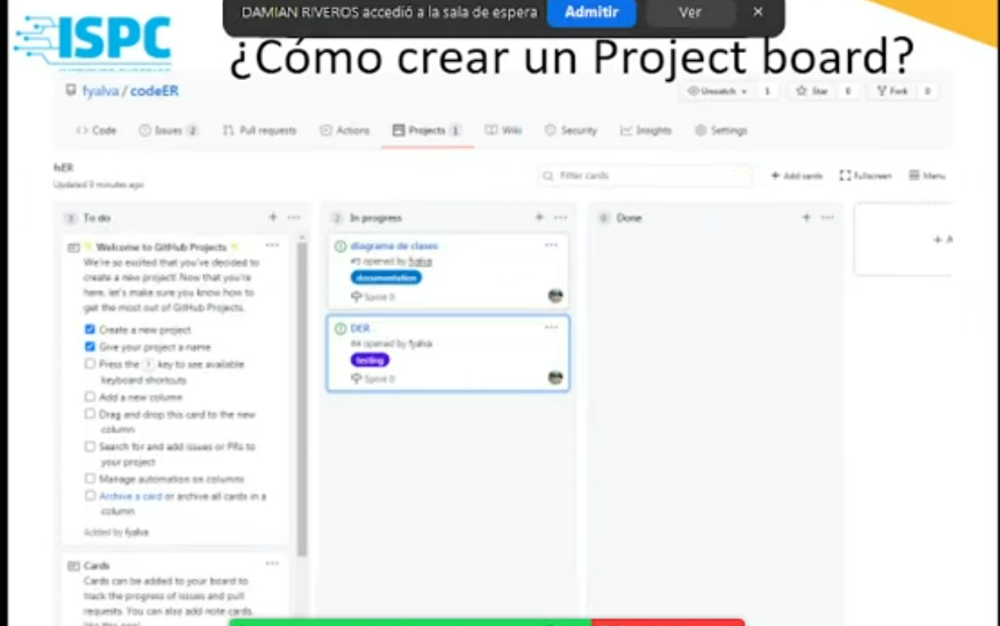 DAMIAN RIVEROS accedió a la sala de espera Admitir Ver ×
ISPC
¿Cómo crear un Project board?
fyalva / codeER
Unwatch 1 Star 0 Fork 0
Code Issues 2 Pull requests Actions Projects 1 Wiki Security Insights Settings
Updated 9 minutes ago
Filter cards + Add cards Fullscreen Menu
To do + ...
2 In progress + ...
0 Done + ...
Welcome to GitHub Projects ...
We're so excited that you've decided to
create a new project! Now that you're
here, let's make sure you know how to
get the most out of GitHub Projects.
Create a new project
Give your project a name
Press the ? key to see available
keyboard shortcuts
Add a new column
Drag and drop this card to the new
column
Search for and add issues or PRs to
your project
Manage automation on columns
Archive a card or archive all cards in a
column
Added by fyalva
Cards ...
Cards can be added to your board to
track the progress of issues and pull
requests. You can also add note cards,
like this one!
diagrama de clases ...
#5 opened by fyalva
documentation
Sprint 0
DER ...
#4 opened by fyalva
testing
Sprint 0
+ A